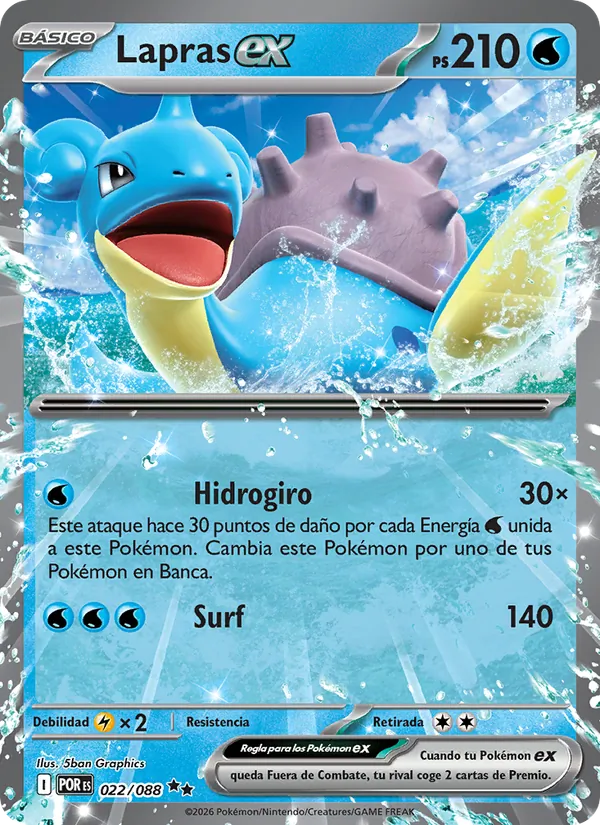 BÁSICO Lapras ex PS 210
Hidrogiro 30×
Este ataque hace 30 puntos de daño por cada Energía unida
a este Pokémon. Cambia este Pokémon por uno de tus
Pokémon en Banca.
Surf 140
Debilidad × 2 Resistencia Retirada
Ilus. 5ban Graphics
Regla para los Pokémon ex Cuando tu Pokémon ex
queda Fuera de Combate, tu rival coge 2 cartas de Premio.
I POR ES 022/088 ★★
©2026 Pokémon/Nintendo/Creatures/GAME FREAK